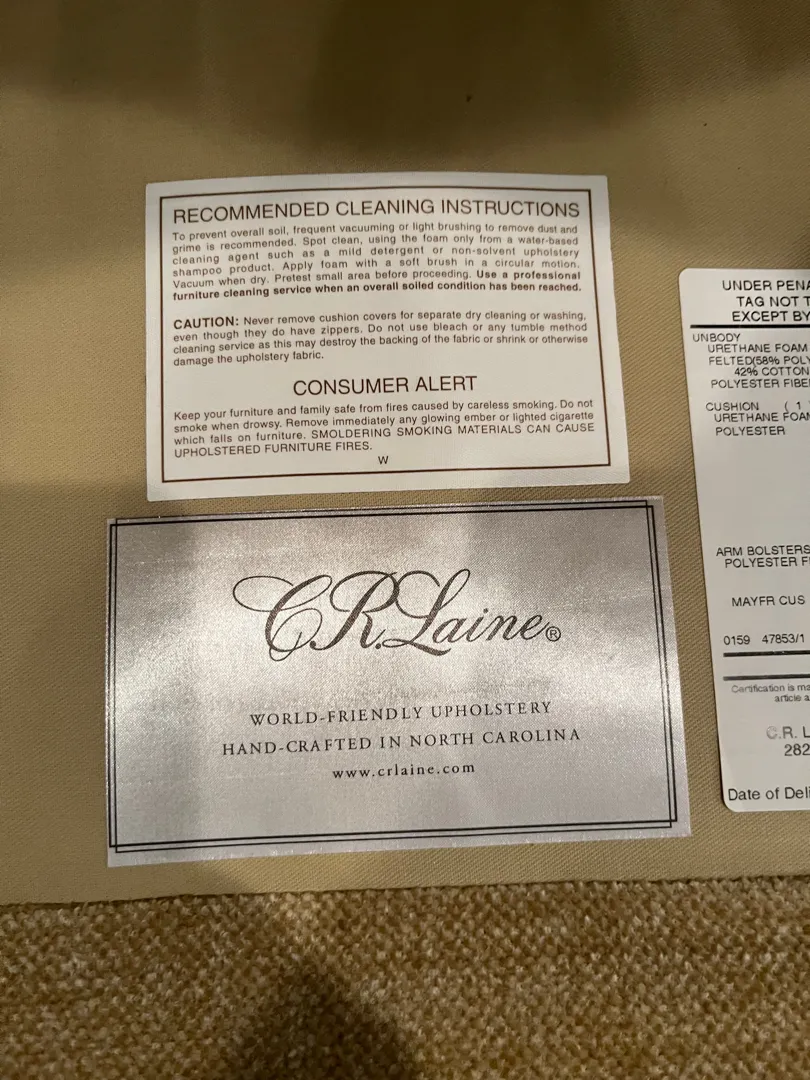 RECOMMENDED CLEANING INSTRUCTIONS
To prevent overall soil, frequent vacuuming or light brushing to remove dust and
grime is recommended. Spot clean, using the foam only from a water-based
cleaning agent such as a mild detergent or non-solvent upholstery
shampoo product. Apply foam with a soft brush in a circular motion.
Vacuum when dry. Pretest small area before proceeding. Use a professional
furniture cleaning service when an overall soiled condition has been reached.
CAUTION: Never remove cushion covers for separate dry cleaning or washing,
even though they do have zippers. Do not use bleach or any tumble method
cleaning service as this may destroy the backing of the fabric or shrink or otherwise
damage the upholstery fabric.
CONSUMER ALERT
Keep your furniture and family safe from fires caused by careless smoking. Do not
smoke when drowsy. Remove immediately any glowing ember or lighted cigarette
which falls on furniture. SMOLDERING SMOKING MATERIALS CAN CAUSE
UPHOLSTERED FURNITURE FIRES.
W
C.R. Laine®
WORLD-FRIENDLY UPHOLSTERY
HAND-CRAFTED IN NORTH CAROLINA
www.crlaine.com
UNDER PENA
TAG NOT T
EXCEPT BY
UNBODY
URETHANE FOAM
FELTED(58% POLY
42% COTTON
POLYESTER FIBE
CUSHION ( 1
URETHANE FOA
POLYESTER
ARM BOLSTERS
POLYESTER F
MAYFR CUS
0159 47853/1
Certification is ma
article a
C.R. L
282
Date of Deli